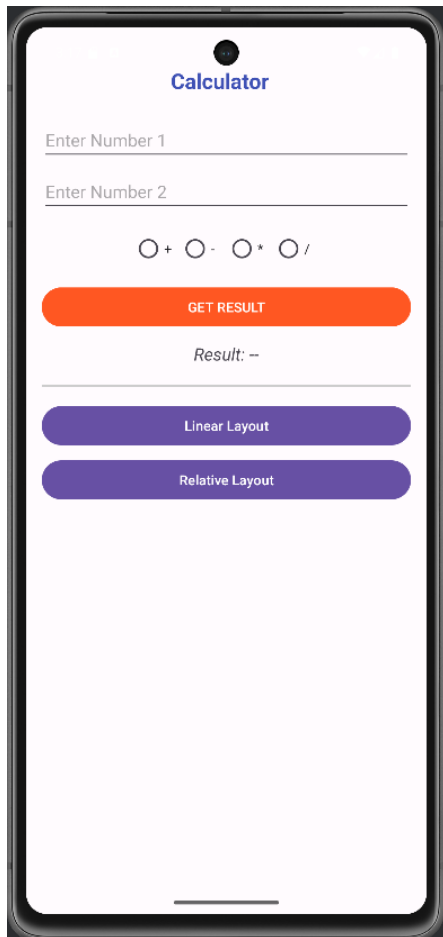 Calculator
Enter Number 1
Enter Number 2
+ - * /
GET RESULT
Result: --
Linear Layout
Relative Layout